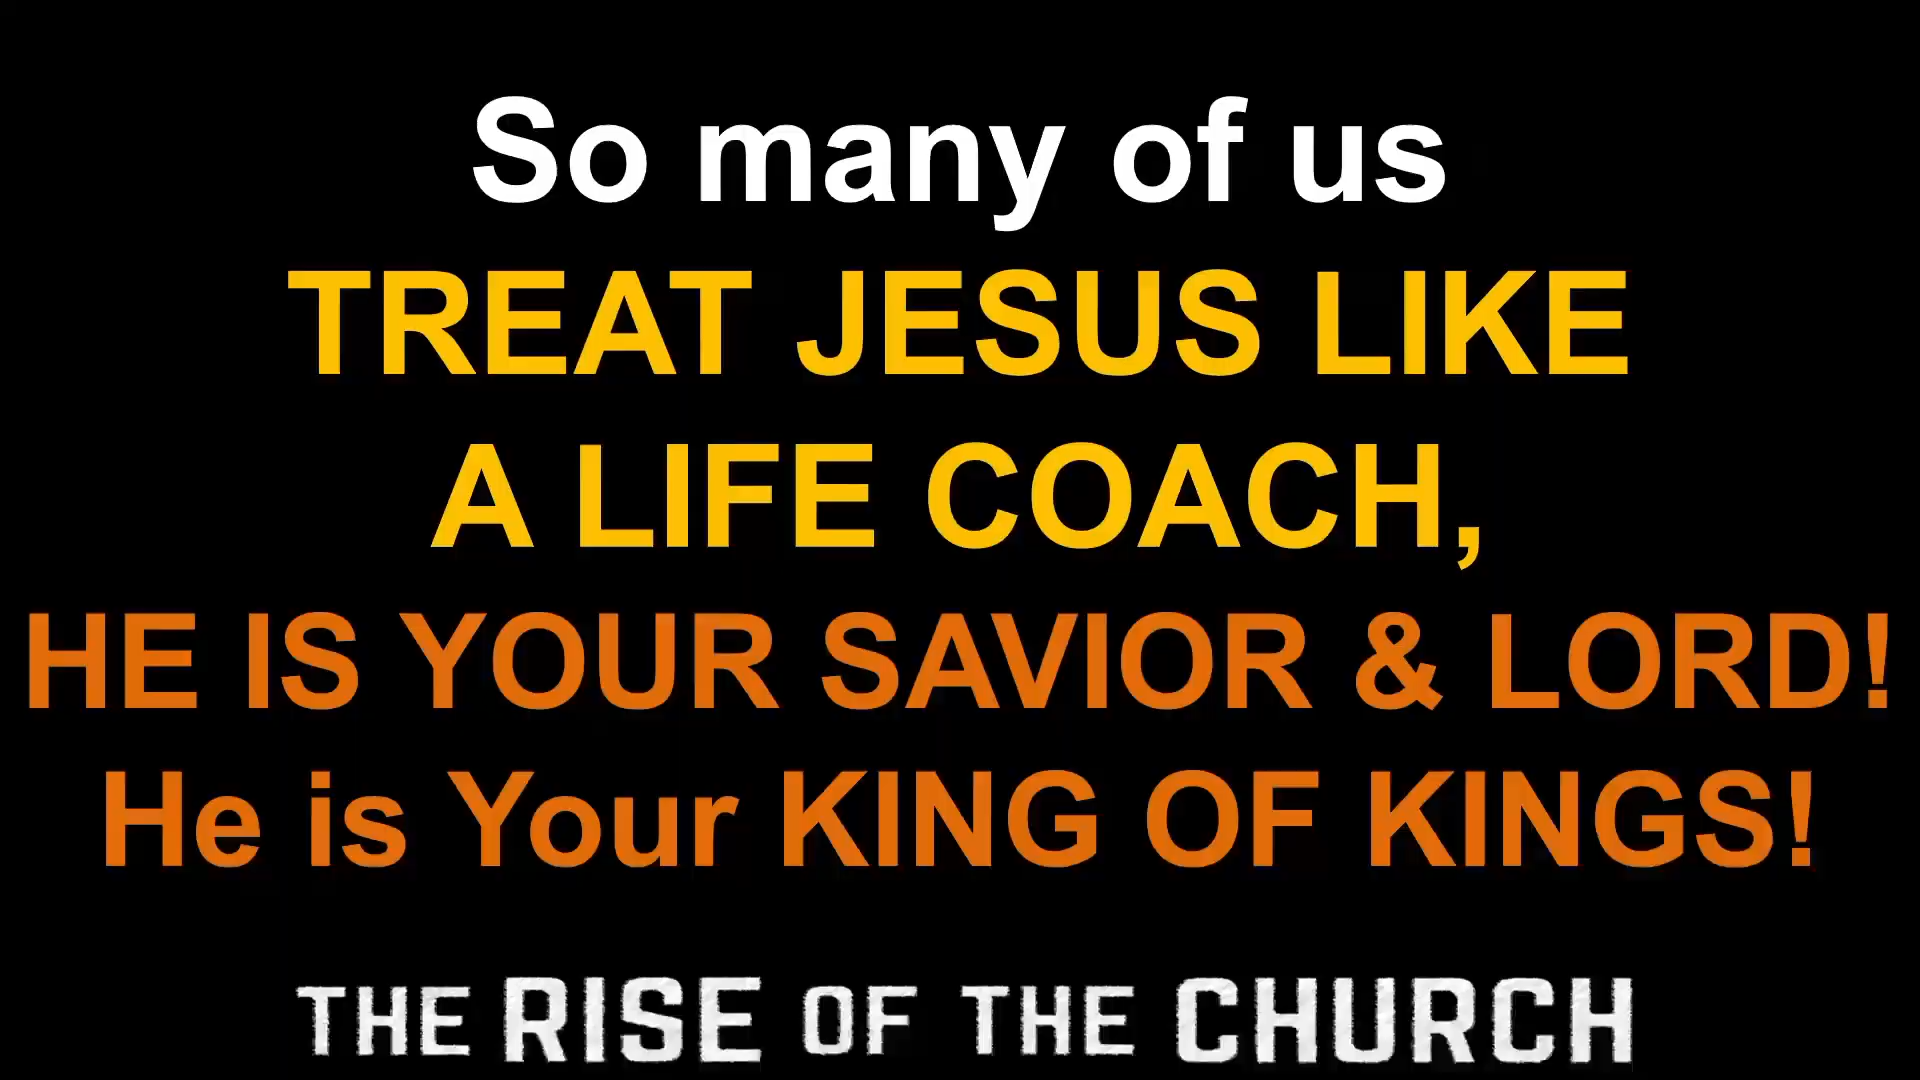 So many of us
TREAT JESUS LIKE
A LIFE COACH,
HE IS YOUR SAVIOR & LORD!
He is Your KING OF KINGS!
THE RISE OF THE CHURCH